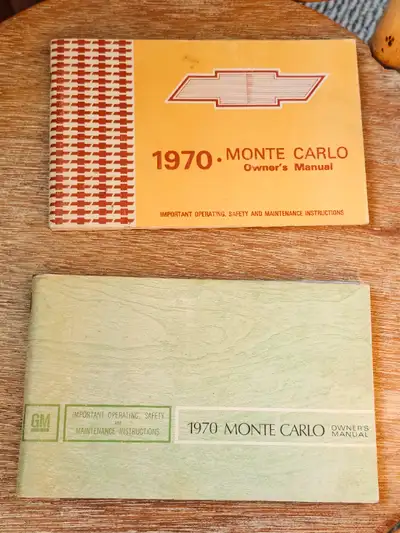 1970 • MONTE CARLO
Owner's Manual
IMPORTANT OPERATING, SAFETY AND MAINTENANCE INSTRUCTIONS
GM
IMPORTANT OPERATING, SAFETY
AND
MAINTENANCE INSTRUCTIONS
1970 MONTE CARLO
OWNER'S
MANUAL